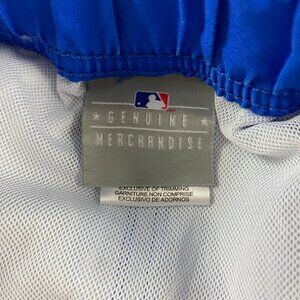 GENUINE
MERCHANDISE
EXCLUSIVE OF TRIMMING
GARNITURE NON COMPRISE
EXCLUSIVO DE ADORNOS